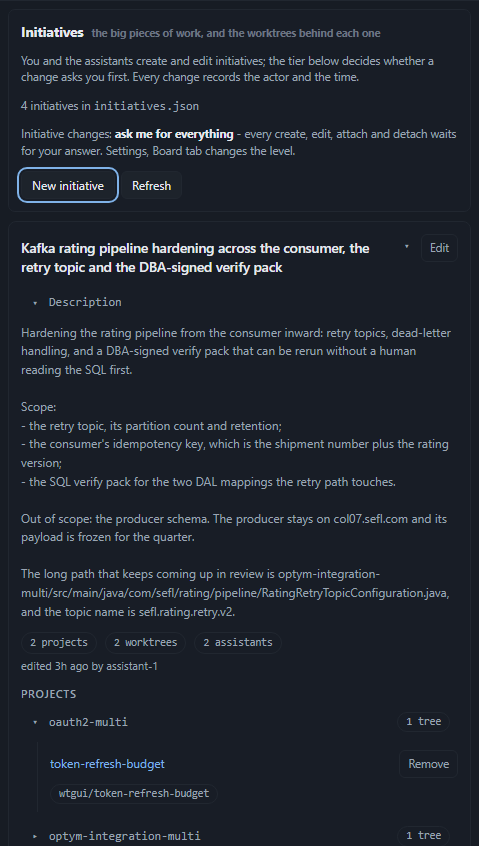 Initiatives the big pieces of work, and the worktrees behind each one
You and the assistants create and edit initiatives; the tier below decides whether a
change asks you first. Every change records the actor and the time.
4 initiatives in initiatives.json
Initiative changes: ask me for everything - every create, edit, attach and detach waits
for your answer. Settings, Board tab changes the level.
New initiative Refresh
Kafka rating pipeline hardening across the consumer, the
retry topic and the DBA-signed verify pack
Edit
Description
Hardening the rating pipeline from the consumer inward: retry topics, dead-letter
handling, and a DBA-signed verify pack that can be rerun without a human
reading the SQL first.
Scope:
- the retry topic, its partition count and retention;
- the consumer's idempotency key, which is the shipment number plus the rating
version;
- the SQL verify pack for the two DAL mappings the retry path touches.
Out of scope: the producer schema. The producer stays on col07.sefl.com and its
payload is frozen for the quarter.
The long path that keeps coming up in review is optym-integration-
multi/src/main/java/com/sefl/rating/pipeline/RatingRetryTopicConfiguration.java,
and the topic name is sefl.rating.retry.v2.
2 projects 2 worktrees 2 assistants
edited 3h ago by assistant-1
PROJECTS
oauth2-multi 1 tree
token-refresh-budget Remove
wtgui/token-refresh-budget
optym-integration-multi 1 tree